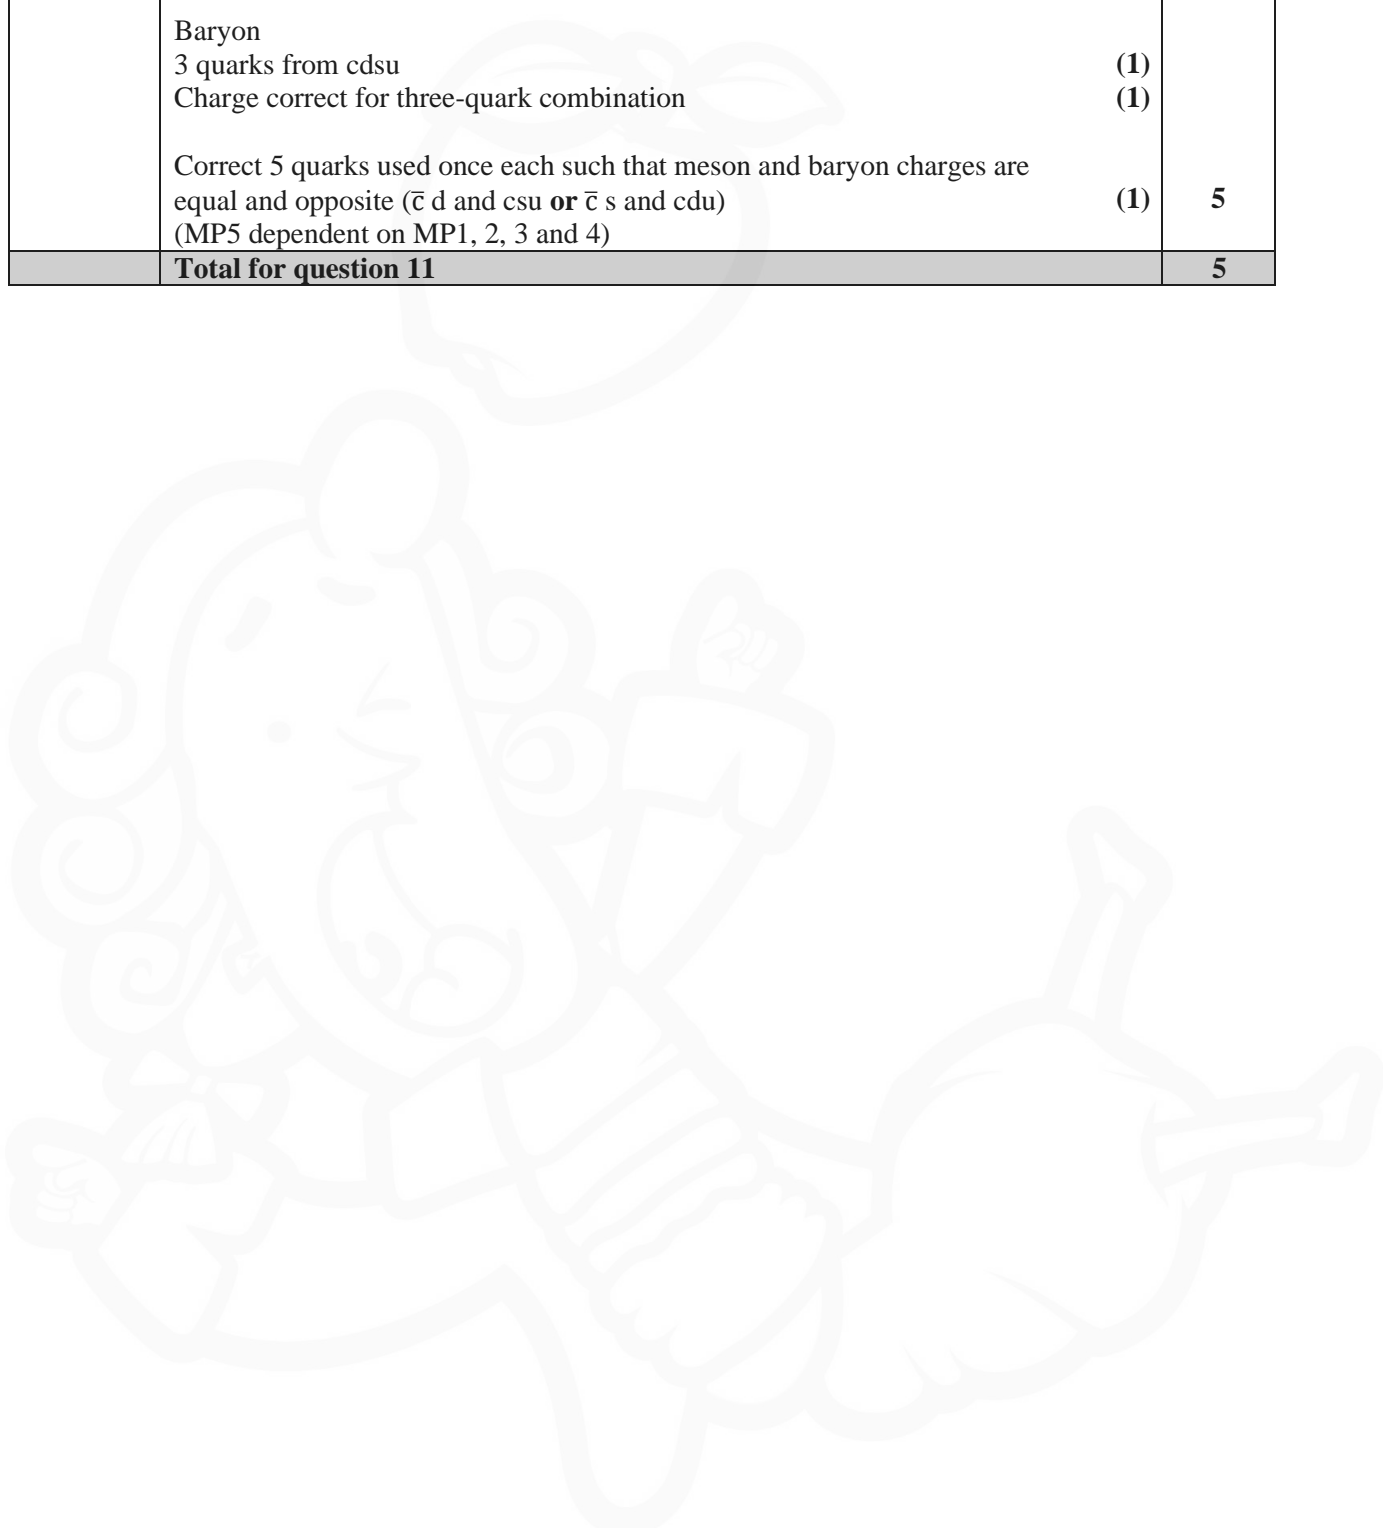 Baryon
3 quarks from cdsu (1)
Charge correct for three-quark combination (1)
Correct 5 quarks used once each such that meson and baryon charges are
equal and opposite (c̅ d and csu or c̅ s and cdu) (1) 5
(MP5 dependent on MP1, 2, 3 and 4)
Total for question 11 5